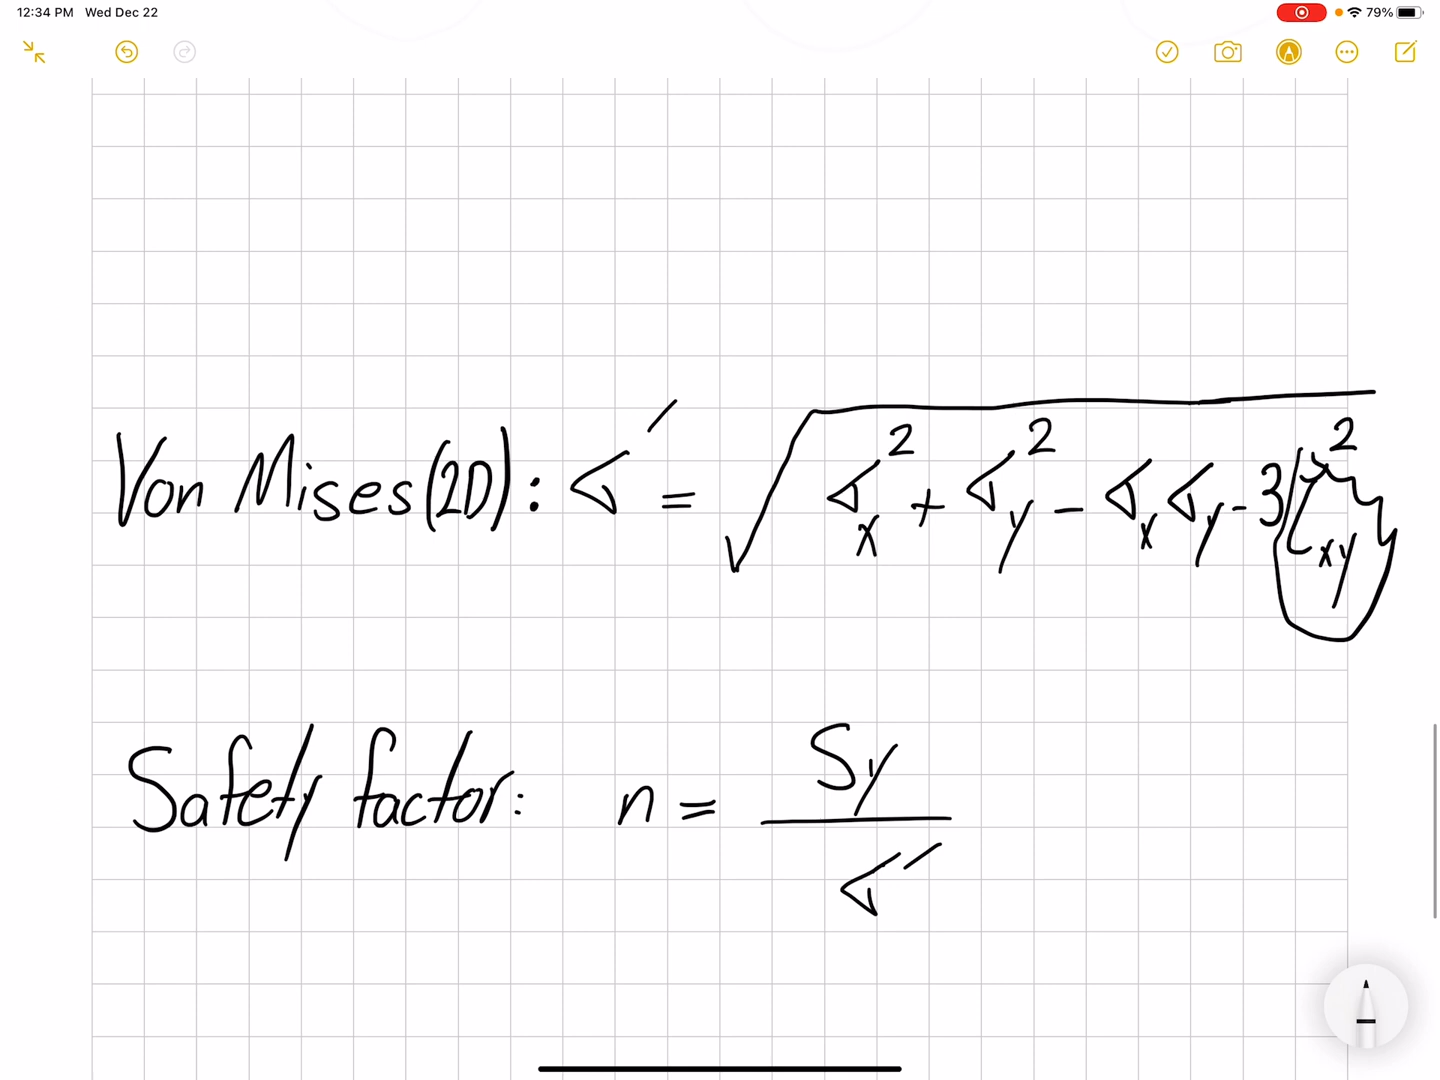 12:34 PM Wed Dec 22 79%
Von Mises(2D): σ' = √(σx² + σy² - σxσy - 3τxy²)
Safety factor: n = Sy / σ'